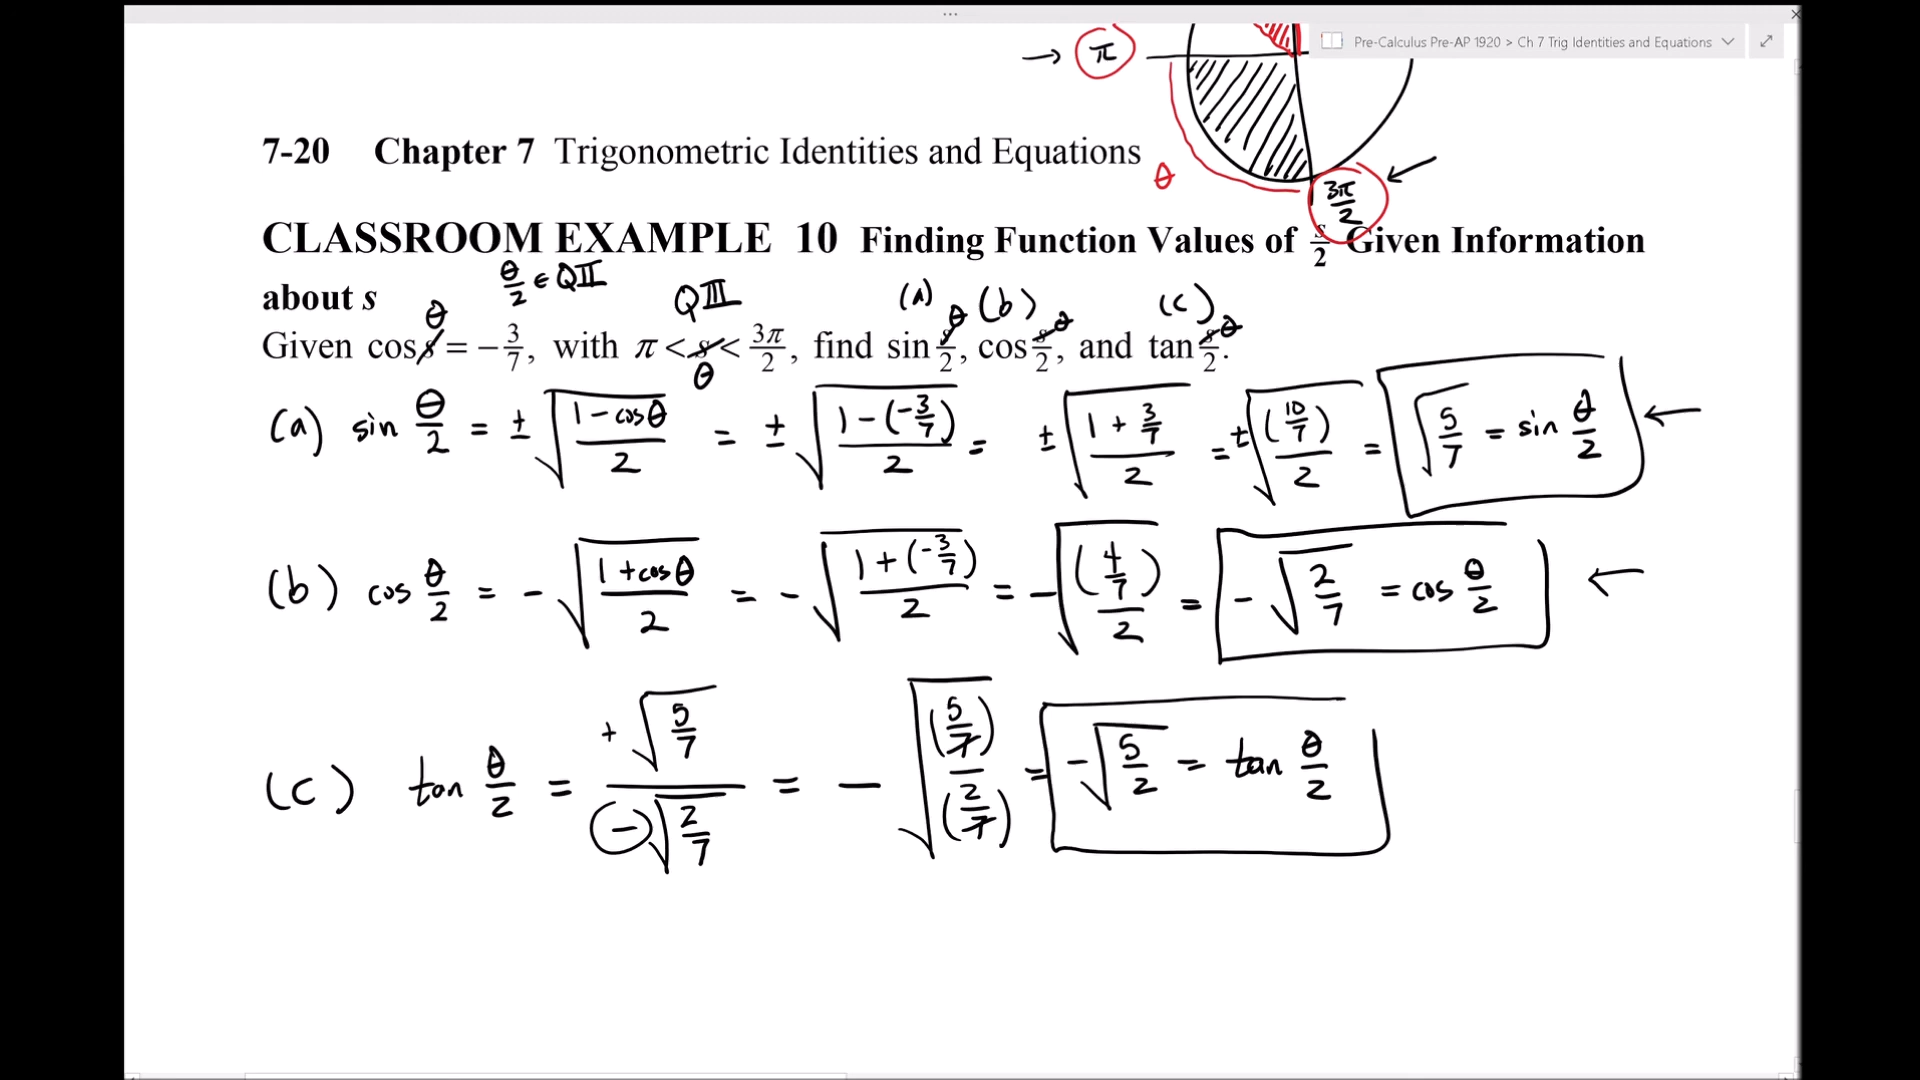 Pre-Calculus Pre-AP 1920 > Ch 7 Trig Identities and Equations
→ π
7-20 Chapter 7 Trigonometric Identities and Equations
θ
3π/2
CLASSROOM EXAMPLE 10 Finding Function Values of s/2 Given Information
about s
θ/2 ∈ QII
QIII
(a) (b) (c)
θ θ θ θ
Given cos s = −3/7, with π < s < 3π/2, find sin s/2, cos s/2, and tan s/2.
θ
(a) sin θ/2 = ±√((1 − cosθ)/2) = ±√((1 − (−3/7))/2) = ±√((1 + 3/7)/2) = ±√((10/7)/2) = √(5/7) = sin θ/2 ←
(b) cos θ/2 = −√((1 + cosθ)/2) = −√((1 + (−3/7))/2) = −√((4/7)/2) = −√(2/7) = cos θ/2 ←
(c) tan θ/2 = +√(5/7)/(−√(2/7)) = −√((5/7)/(2/7)) = −√(5/2) = tan θ/2